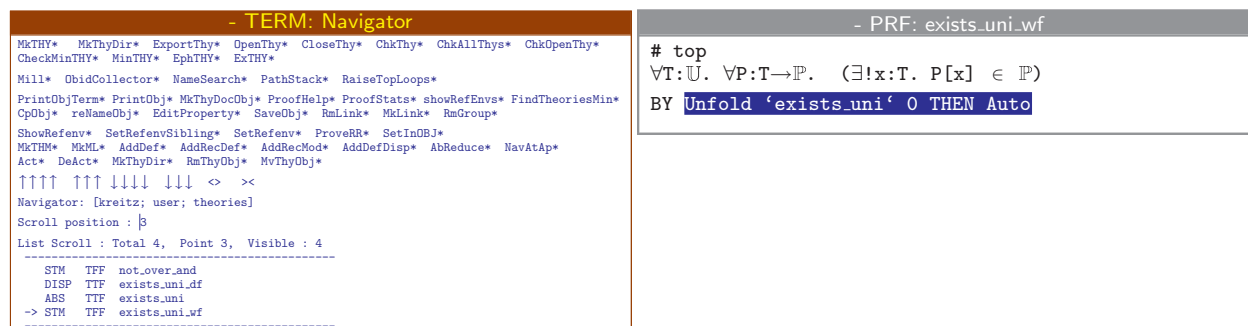 - TERM: Navigator
MkTHY* MkThyDir* ExportThy* OpenThy* CloseThy* ChkThy* ChkAllThys* ChkOpenThy*
CheckMinTHY* MinTHY* EphTHY* ExTHY*
Mill* ObidCollector* NameSearch* PathStack* RaiseTopLoops*
PrintObjTerm* PrintObj* MkThyDocObj* ProofHelp* ProofStats* showRefEnvs* FindTheoriesMin*
CpObj* reNameObj* EditProperty* SaveObj* RmLink* MkLink* RmGroup*
ShowRefenv* SetRefenvSibling* SetRefenv* ProveRR* SetInOBJ*
MkTHM* MkML* AddDef* AddRecDef* AddRecMod* AddDefDisp* AbReduce* NavAtAp*
Act* DeAct* MkThyDir* RmThyObj* MvThyObj*
↑↑↑↑ ↑↑↑ ↓↓↓↓ ↓↓↓ <> ><
Navigator: [kreitz; user; theories]
Scroll position : 3
List Scroll : Total 4, Point 3, Visible : 4
----------------------------------------------
STM TFF not_over_and
DISP TTF exists_uni_df
ABS TTF exists_uni
-> STM TFF exists_uni_wf
----------------------------------------------
- PRF: exists_uni_wf
# top
∀T:𝕌. ∀P:T→ℙ. (∃!x:T. P[x] ∈ ℙ)
BY Unfold ‘exists_uni‘ 0 THEN Auto